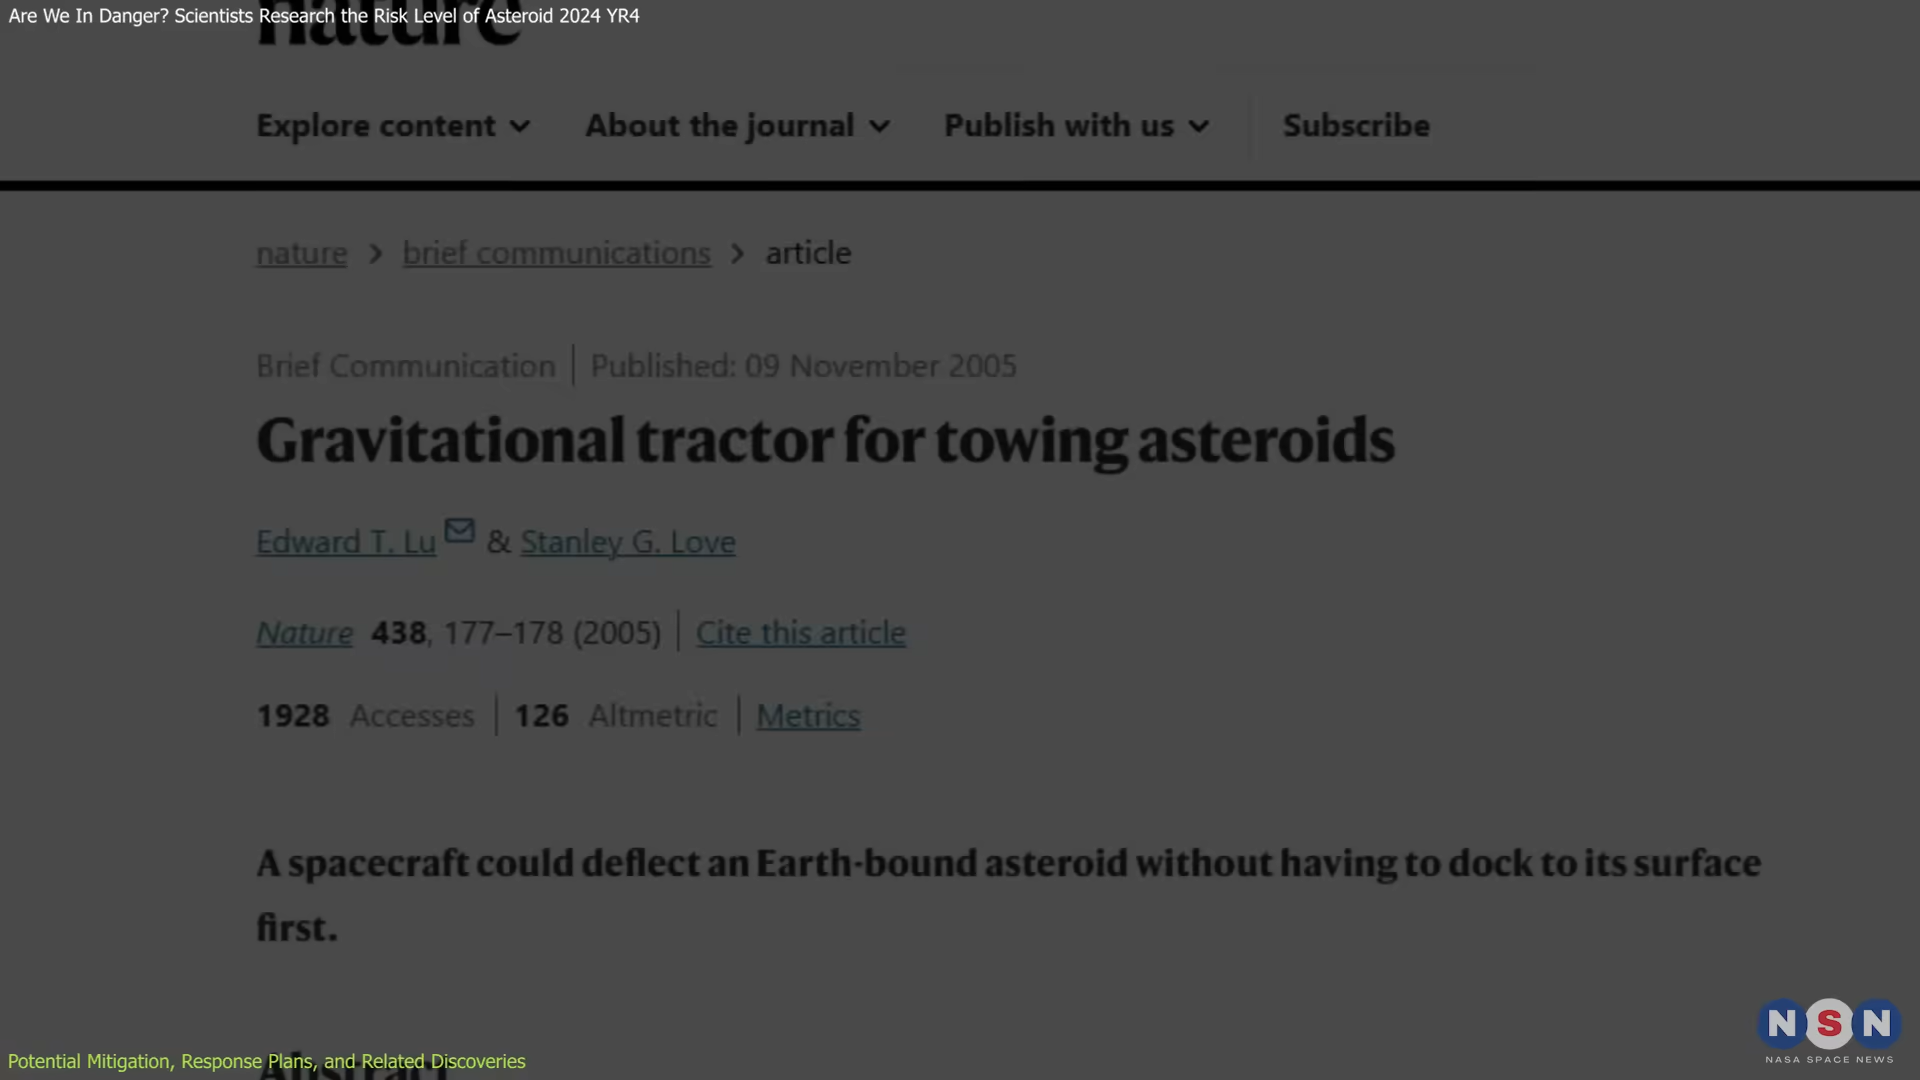 Are We In Danger? Scientists Research the Risk Level of Asteroid 2024 YR4
nature
Explore content About the journal Publish with us Subscribe
nature > brief communications > article
Brief Communication | Published: 09 November 2005
Gravitational tractor for towing asteroids
Edward T. Lu & Stanley G. Love
Nature 438, 177–178 (2005) | Cite this article
1928 Accesses | 126 Altmetric | Metrics
A spacecraft could deflect an Earth-bound asteroid without having to dock to its surface
first.
Abstract
Potential Mitigation, Response Plans, and Related Discoveries
NSN
NASA SPACE NEWS